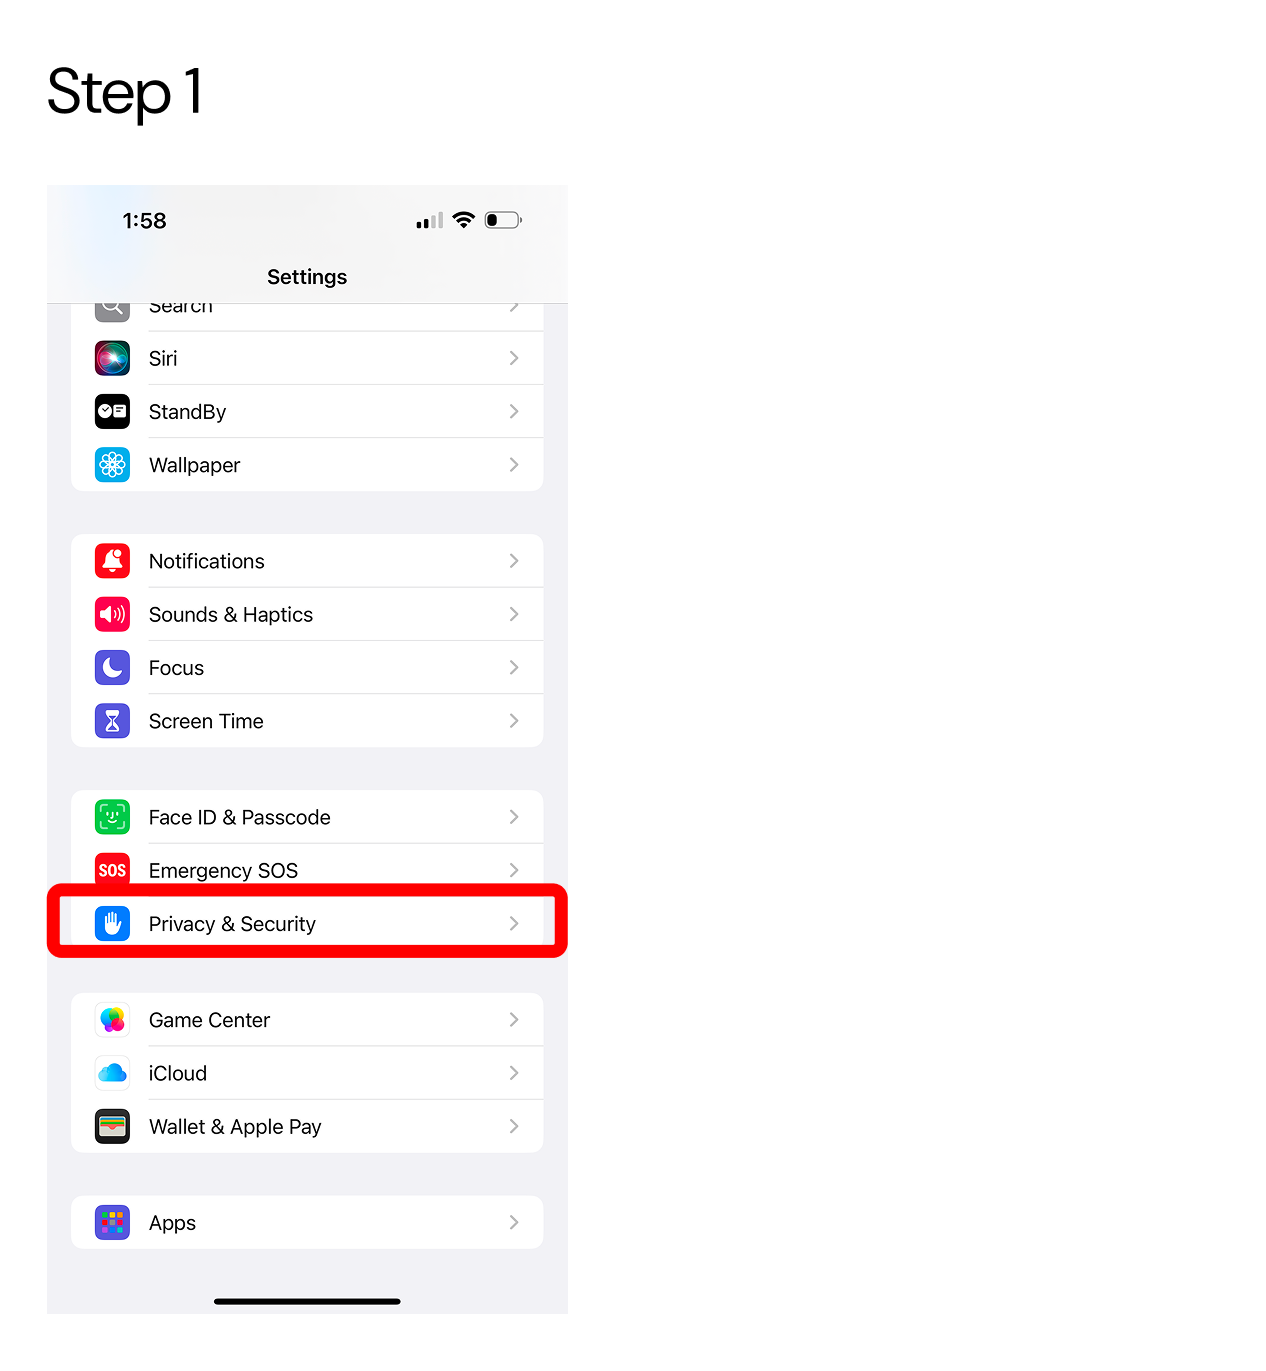 Step 1
1:58
Settings
Search
Siri
StandBy
Wallpaper
Notifications
Sounds & Haptics
Focus
Screen Time
Face ID & Passcode
SOS Emergency SOS
Privacy & Security
Game Center
iCloud
Wallet & Apple Pay
Apps